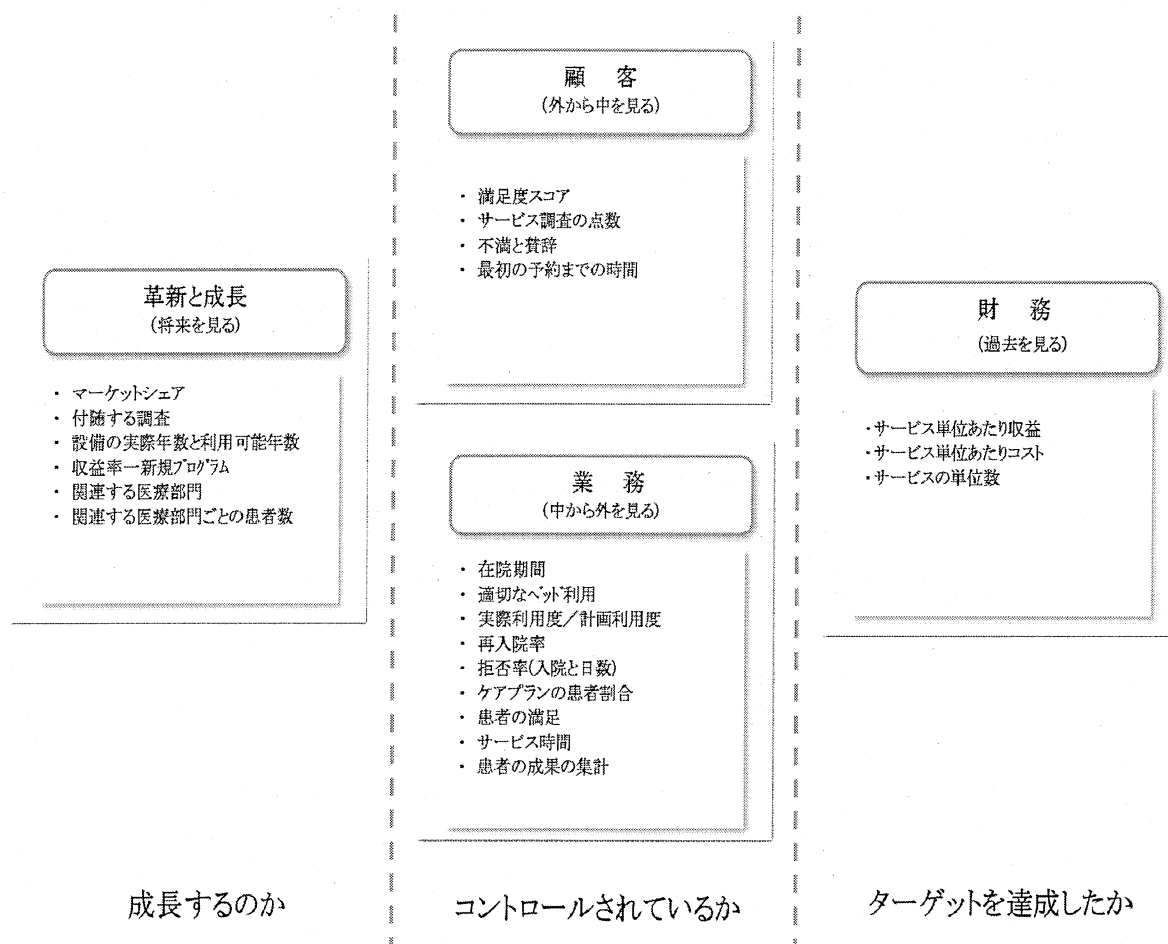 顧　客
(外から中を見る)
・ 満足度スコア
・ サービス調査の点数
・ 不満と賛辞
・ 最初の予約までの時間
革新と成長
(将来を見る)
・ マーケットシェア
・ 付随する調査
・ 設備の実際年数と利用可能年数
・ 収益率ー新規プログラム
・ 関連する医療部門
・ 関連する医療部門ごとの患者数
財　務
(過去を見る)
・サービス単位あたり収益
・サービス単位あたりコスト
・サービスの単位数
業　務
(中から外を見る)
・ 在院期間
・ 適切なベッド利用
・ 実際利用度／計画利用度
・ 再入院率
・ 拒否率(入院と日数)
・ ケアプランの患者割合
・ 患者の満足
・ サービス時間
・ 患者の成果の集計
成長するのか
コントロールされているか
ターゲットを達成したか